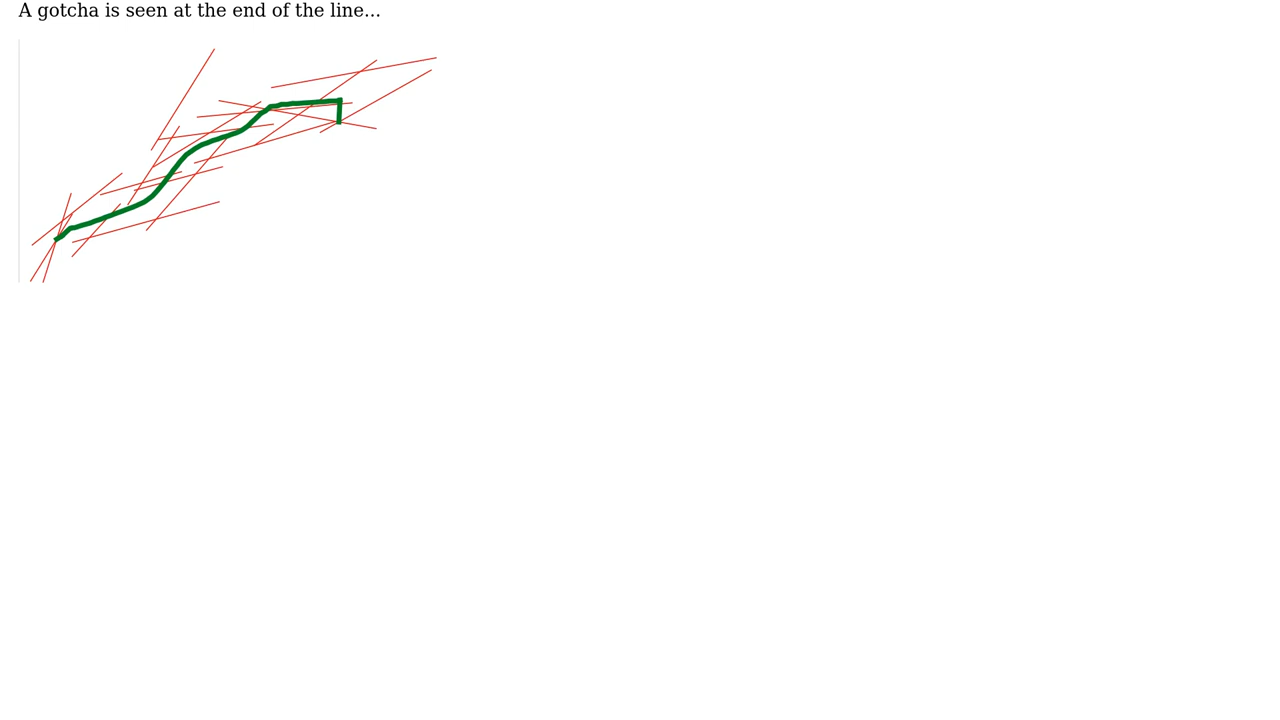 A gotcha is seen at the end of the line...